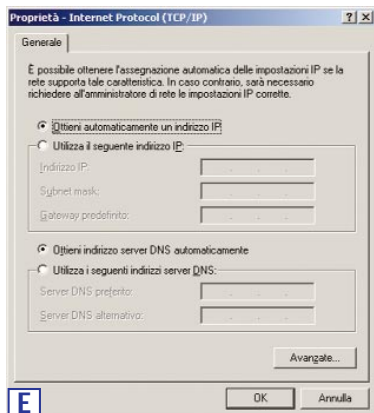 Proprietà - Internet Protocol (TCP/IP)
Generale
È possibile ottenere l'assegnazione automatica delle impostazioni IP se la
rete supporta tale caratteristica. In caso contrario, sarà necessario
richiedere all'amministratore di rete le impostazioni IP corrette.
Ottieni automaticamente un indirizzo IP
Utilizza il seguente indirizzo IP:
Indirizzo IP:
Subnet mask:
Gateway predefinito:
Ottieni indirizzo server DNS automaticamente
Utilizza i seguenti indirizzi server DNS:
Server DNS preferito:
Server DNS alternativo:
Avanzate...
OK Annulla
E